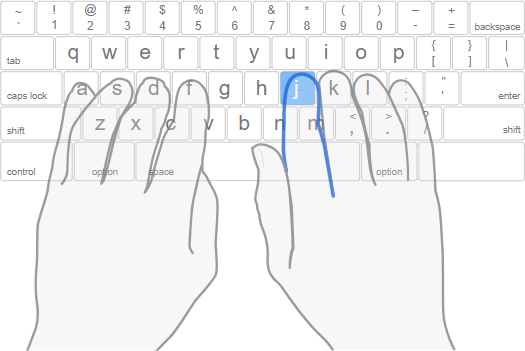 ~ ! @ # $ % ^ & * ( ) – + 
` 1 2 3 4 5 6 7 8 9 0 - = backspace
tab q w e r t y u i o p { [ } ] | \
caps lock a s d f g h j k l : ; " ' enter
shift z x c v b n m < , > . ? / shift
control option space option